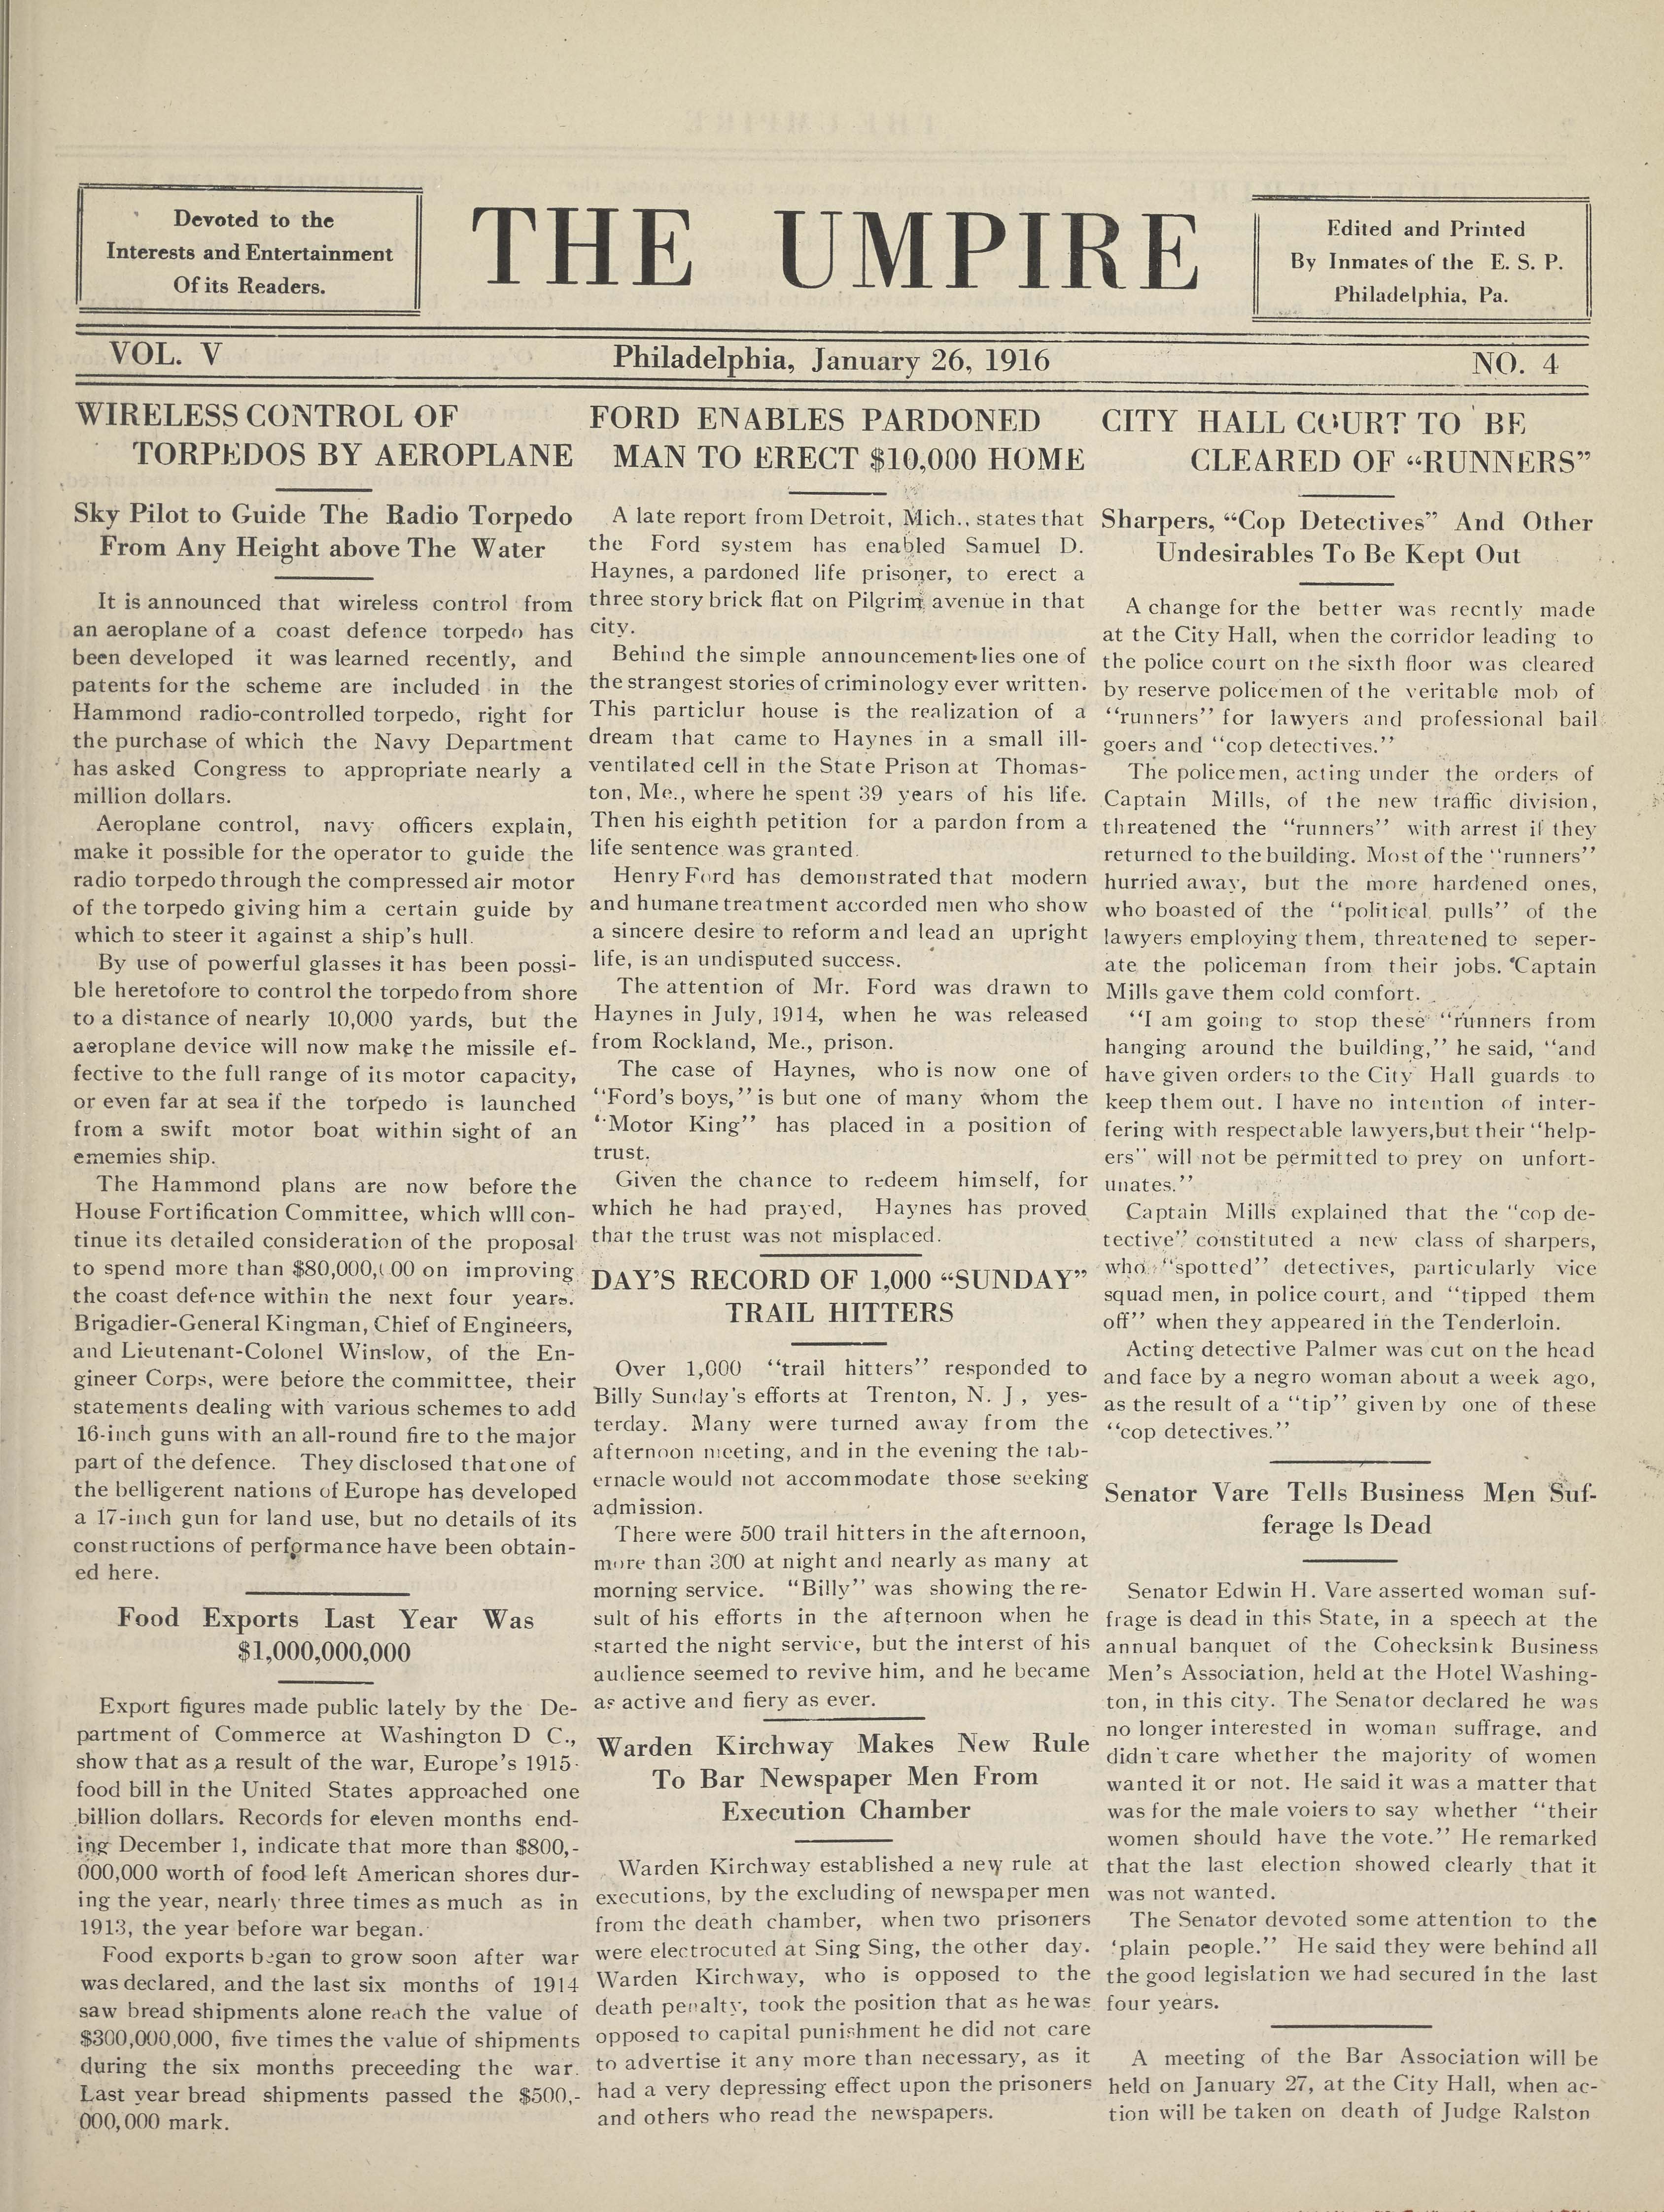 Devoted to the
Interests and Entertainment
Of its Readers.
THE UMPIRE
Edited and Printed
By Inmates of the E. S. P.
Philadelphia, Pa.
VOL. V
Philadelphia, January 26, 1916
NO. 4
WIRELESS CONTROL OF
TORPEDOS BY AEROPLANE
Sky Pilot to Guide The Radio Torpedo
From Any Height above The Water
It is announced that wireless control from
an aeroplane of a coast defence torpedo has
been developed it was learned recently, and
patents for the scheme are included in the
Hammond radio-controlled torpedo, right for
the purchase of which the Navy Department
has asked Congress to appropriate nearly a
million dollars.
Aeroplane control, navy officers explain,
make it possible for the operator to guide the
radio torpedo through the compressed air motor
of the torpedo giving him a certain guide by
which to steer it against a ship's hull.
By use of powerful glasses it has been possi-
ble heretofore to control the torpedo from shore
to a distance of nearly 10,000 yards, but the
aeroplane device will now make the missile ef-
fective to the full range of its motor capacity,
or even far at sea if the torpedo is launched
from a swift motor boat within sight of an
ememies ship.
The Hammond plans are now before the
House Fortification Committee, which wlll con-
tinue its detailed consideration of the proposal
to spend more than $80,000,000 on improving
the coast defence within the next four years.
Brigadier-General Kingman, Chief of Engineers,
and Lieutenant-Colonel Winslow, of the En-
gineer Corps, were before the committee, their
statements dealing with various schemes to add
16-inch guns with an all-round fire to the major
part of the defence. They disclosed that one of
the belligerent nations of Europe has developed
a 17-inch gun for land use, but no details of its
constructions of performance have been obtain-
ed here.
Food Exports Last Year Was
$1,000,000,000
Export figures made public lately by the De-
partment of Commerce at Washington D C.,
show that as a result of the war, Europe's 1915
food bill in the United States approached one
billion dollars. Records for eleven months end-
ing December 1, indicate that more than $800,-
000,000 worth of food left American shores dur-
ing the year, nearly three times as much as in
1913, the year before war began.
Food exports began to grow soon after war
was declared, and the last six months of 1914
saw bread shipments alone reach the value of
$300,000,000, five times the value of shipments
during the six months preceeding the war.
Last year bread shipments passed the $500,-
000,000 mark.
FORD ENABLES PARDONED
MAN TO ERECT $10,000 HOME
A late report from Detroit, Mich., states that
the Ford system has enabled Samuel D.
Haynes, a pardoned life prisoner, to erect a
three story brick flat on Pilgrim avenue in that
city.
Behind the simple announcement lies one of
the strangest stories of criminology ever written.
This particlur house is the realization of a
dream that came to Haynes in a small ill-
ventilated cell in the State Prison at Thomas-
ton, Me., where he spent 39 years of his life.
Then his eighth petition for a pardon from a
life sentence was granted.
Henry Ford has demonstrated that modern
and humane treatment accorded men who show
a sincere desire to reform and lead an upright
life, is an undisputed success.
The attention of Mr. Ford was drawn to
Haynes in July, 1914, when he was released
from Rockland, Me., prison.
The case of Haynes, who is now one of
"Ford's boys," is but one of many whom the
"Motor King" has placed in a position of
trust.
Given the chance to redeem himself, for
which he had prayed, Haynes has proved
that the trust was not misplaced.
DAY'S RECORD OF 1,000 "SUNDAY"
TRAIL HITTERS
Over 1,000 "trail hitters" responded to
Billy Sunday's efforts at Trenton, N. J , yes-
terday. Many were turned away from the
afternoon meeting, and in the evening the tab-
ernacle would not accommodate those seeking
admission.
There were 500 trail hitters in the afternoon,
more than 300 at night and nearly as many at
morning service. "Billy" was showing the re-
sult of his efforts in the afternoon when he
started the night service, but the interst of his
audience seemed to revive him, and he became
as active and fiery as ever.
Warden Kirchway Makes New Rule
To Bar Newspaper Men From
Execution Chamber
Warden Kirchway established a new rule at
executions, by the excluding of newspaper men
from the death chamber, when two prisoners
were electrocuted at Sing Sing, the other day.
Warden Kirchway, who is opposed to the
death penalty, took the position that as he was
opposed to capital punishment he did not care
to advertise it any more than necessary, as it
had a very depressing effect upon the prisoners
and others who read the newspapers.
CITY HALL COURT TO BE
CLEARED OF "RUNNERS"
Sharpers, "Cop Detectives" And Other
Undesirables To Be Kept Out
A change for the better was recntly made
at the City Hall, when the corridor leading to
the police court on the sixth floor was cleared
by reserve policemen of the veritable mob of
"runners" for lawyers and professional bail
goers and "cop detectives."
The policemen, acting under the orders of
Captain Mills, of the new traffic division,
threatened the "runners" with arrest if they
returned to the building. Most of the "runners"
hurried away, but the more hardened ones,
who boasted of the "political pulls" of the
lawyers employing them, threatened to seper-
ate the policeman from their jobs. Captain
Mills gave them cold comfort.
"I am going to stop these "runners from
hanging around the building," he said, "and
have given orders to the City Hall guards to
keep them out. I have no intention of inter-
fering with respectable lawyers,but their "help-
ers" will not be permitted to prey on unfort-
unates."
Captain Mills explained that the "cop de-
tective" constituted a new class of sharpers,
who "spotted" detectives, particularly vice
squad men, in police court, and "tipped them
off" when they appeared in the Tenderloin.
Acting detective Palmer was cut on the head
and face by a negro woman about a week ago,
as the result of a "tip" given by one of these
"cop detectives."
Senator Vare Tells Business Men Suf-
ferage Is Dead
Senator Edwin H. Vare asserted woman suf-
frage is dead in this State, in a speech at the
annual banquet of the Cohecksink Business
Men's Association, held at the Hotel Washing-
ton, in this city. The Senator declared he was
no longer interested in woman suffrage, and
didn't care whether the majority of women
wanted it or not. He said it was a matter that
was for the male voiers to say whether "their
women should have the vote." He remarked
that the last election showed clearly that it
was not wanted.
The Senator devoted some attention to the
'plain people." He said they were behind all
the good legislation we had secured in the last
four years.
A meeting of the Bar Association will be
held on January 27, at the City Hall, when ac-
tion will be taken on death of Judge Ralston